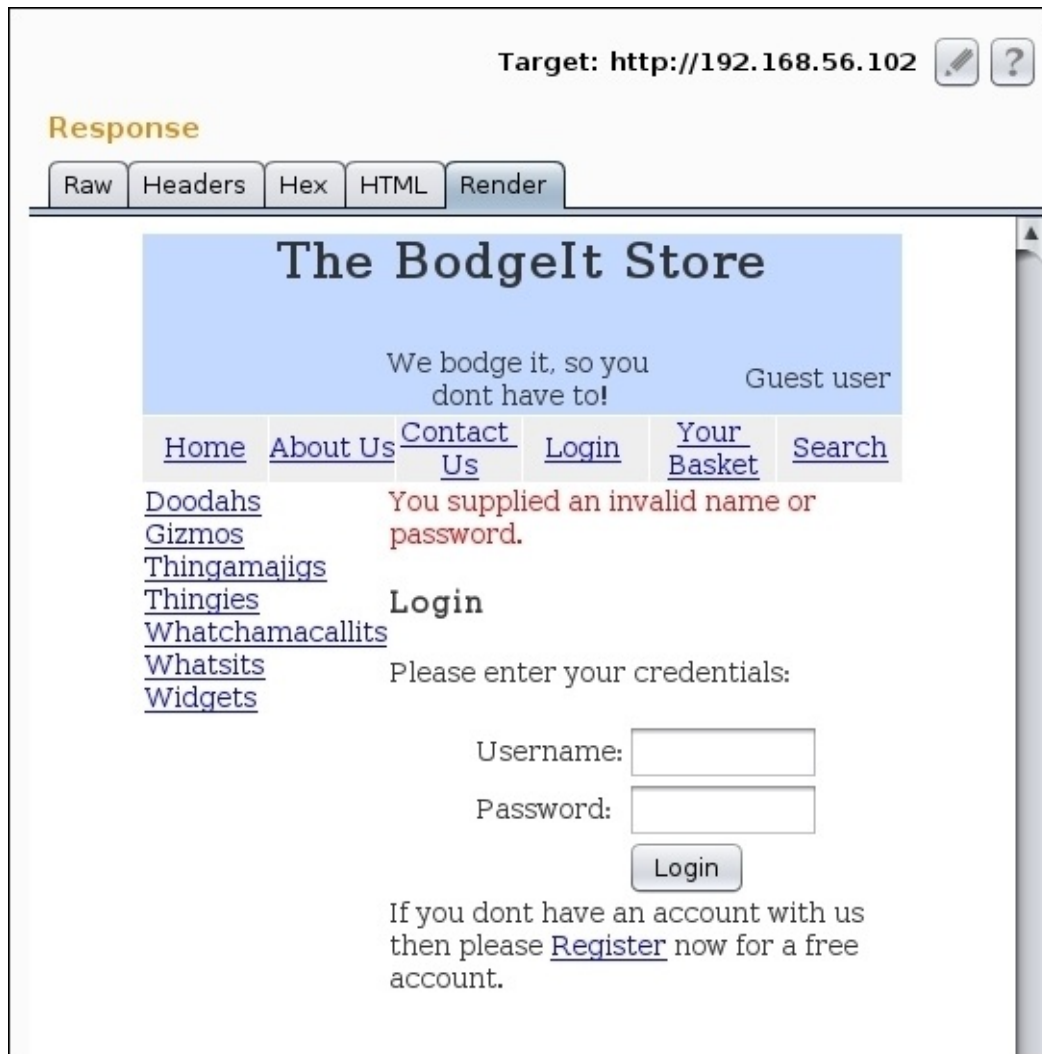 Target: http://192.168.56.102
?
Response
Raw Headers Hex HTML Render
The BodgeIt Store
We bodge it, so you
dont have to!
Guest user
Home About Us Contact Us Login Your Basket Search
Doodahs
Gizmos
Thingamajigs
Thingies
Whatchamacallits
Whatsits
Widgets
You supplied an invalid name or
password.
Login
Please enter your credentials:
Username:
Password:
Login
If you dont have an account with us
then please Register now for a free
account.